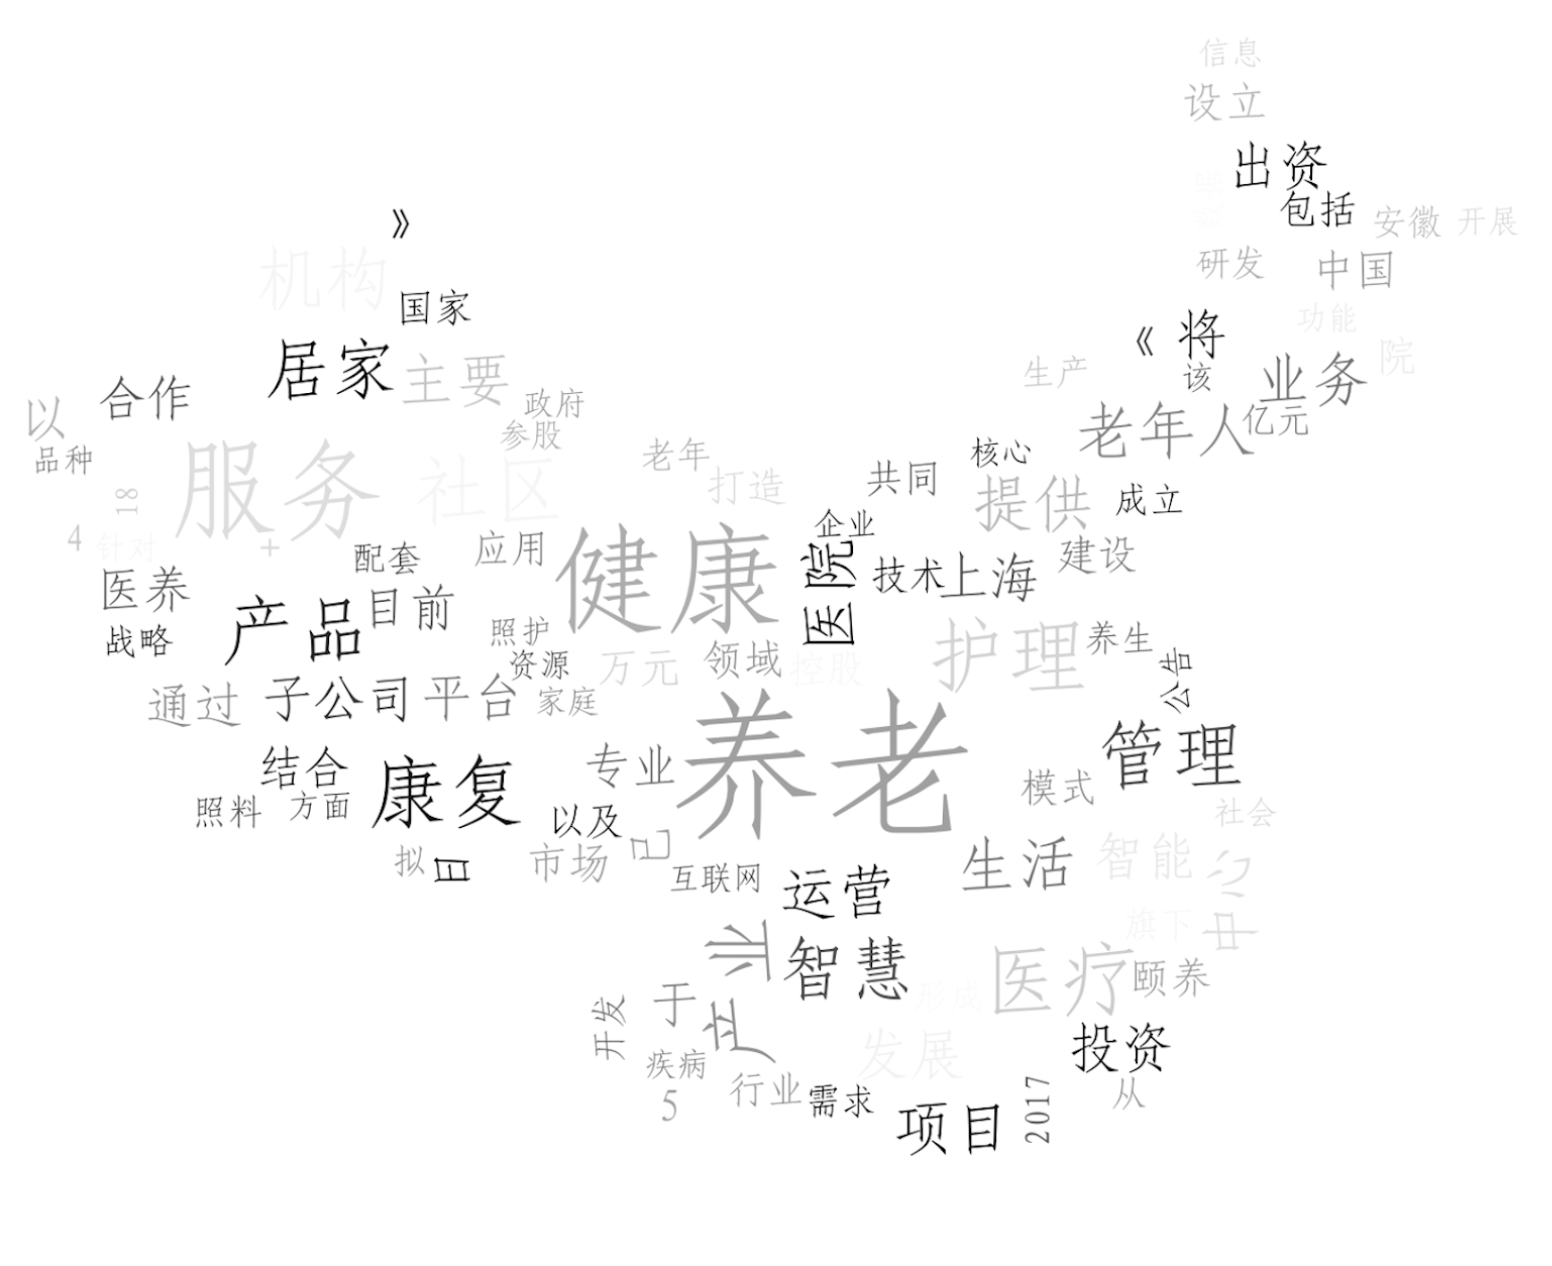 信息
设立
出资
包括
安徽
开展
》
机构
研发
中国
国家
功能
《
将
居家
主要
生产
该
业务
院
合作
政府
以
参股
老年人
亿元
品种
服务
社区
老年
打造
共同
核心
提供
成立
18
4
针对
+
配套
应用
健康
企业
医院
技术
上海
建设
医养
产品
目前
战略
照护
资源
万元
领域
控股
护理
养生
公告
通过
子公司
平台
家庭
养老
结合
康复
专业
管理
照料
方面
以及
模式
社会
拟
日
市场
已
互联网
运营
生活
智能
中心
旗下
产业
智慧
医疗
颐养
形成
开发
于
发展
投资
疾病
5
行业
需求
项目
2017
从